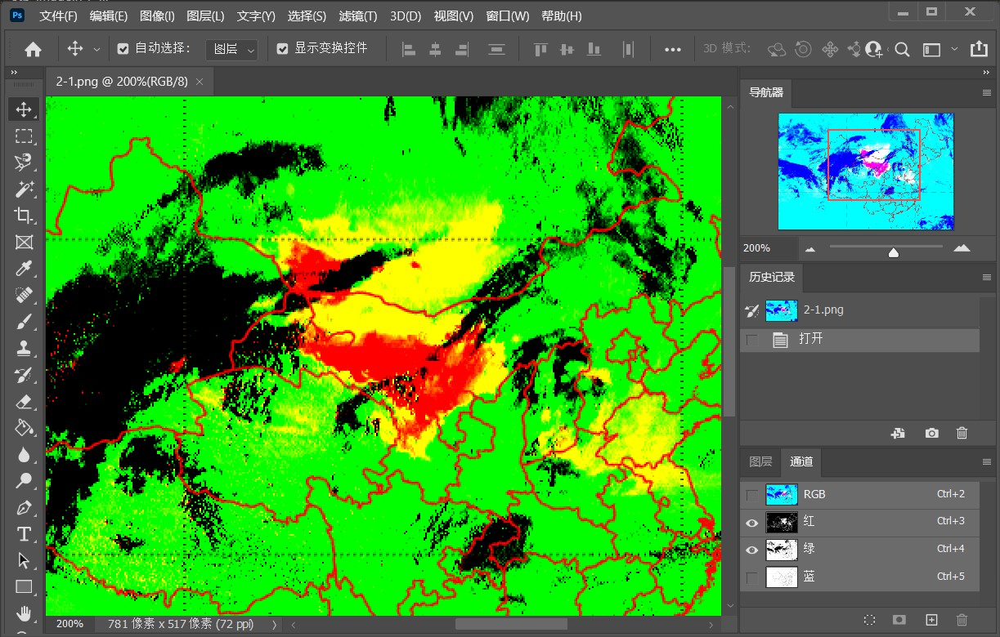 Ps 文件(F) 编辑(E) 图像(I) 图层(L) 文字(Y) 选择(S) 滤镜(T) 3D(D) 视图(V) 窗口(W) 帮助(H)
自动选择： 图层 显示变换控件 3D 模式：
2-1.png @ 200%(RGB/8)
导航器
200%
历史记录
2-1.png
打开
图层 通道
RGB Ctrl+2
红 Ctrl+3
绿 Ctrl+4
蓝 Ctrl+5
200% 781 像素 x 517 像素 (72 ppi)